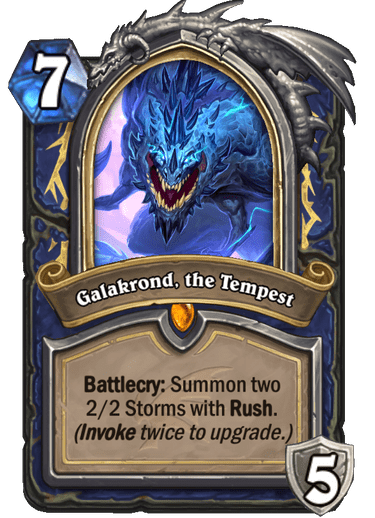 7
Galakrond, the Tempest
Battlecry: Summon two
2/2 Storms with Rush.
(Invoke twice to upgrade.)
5